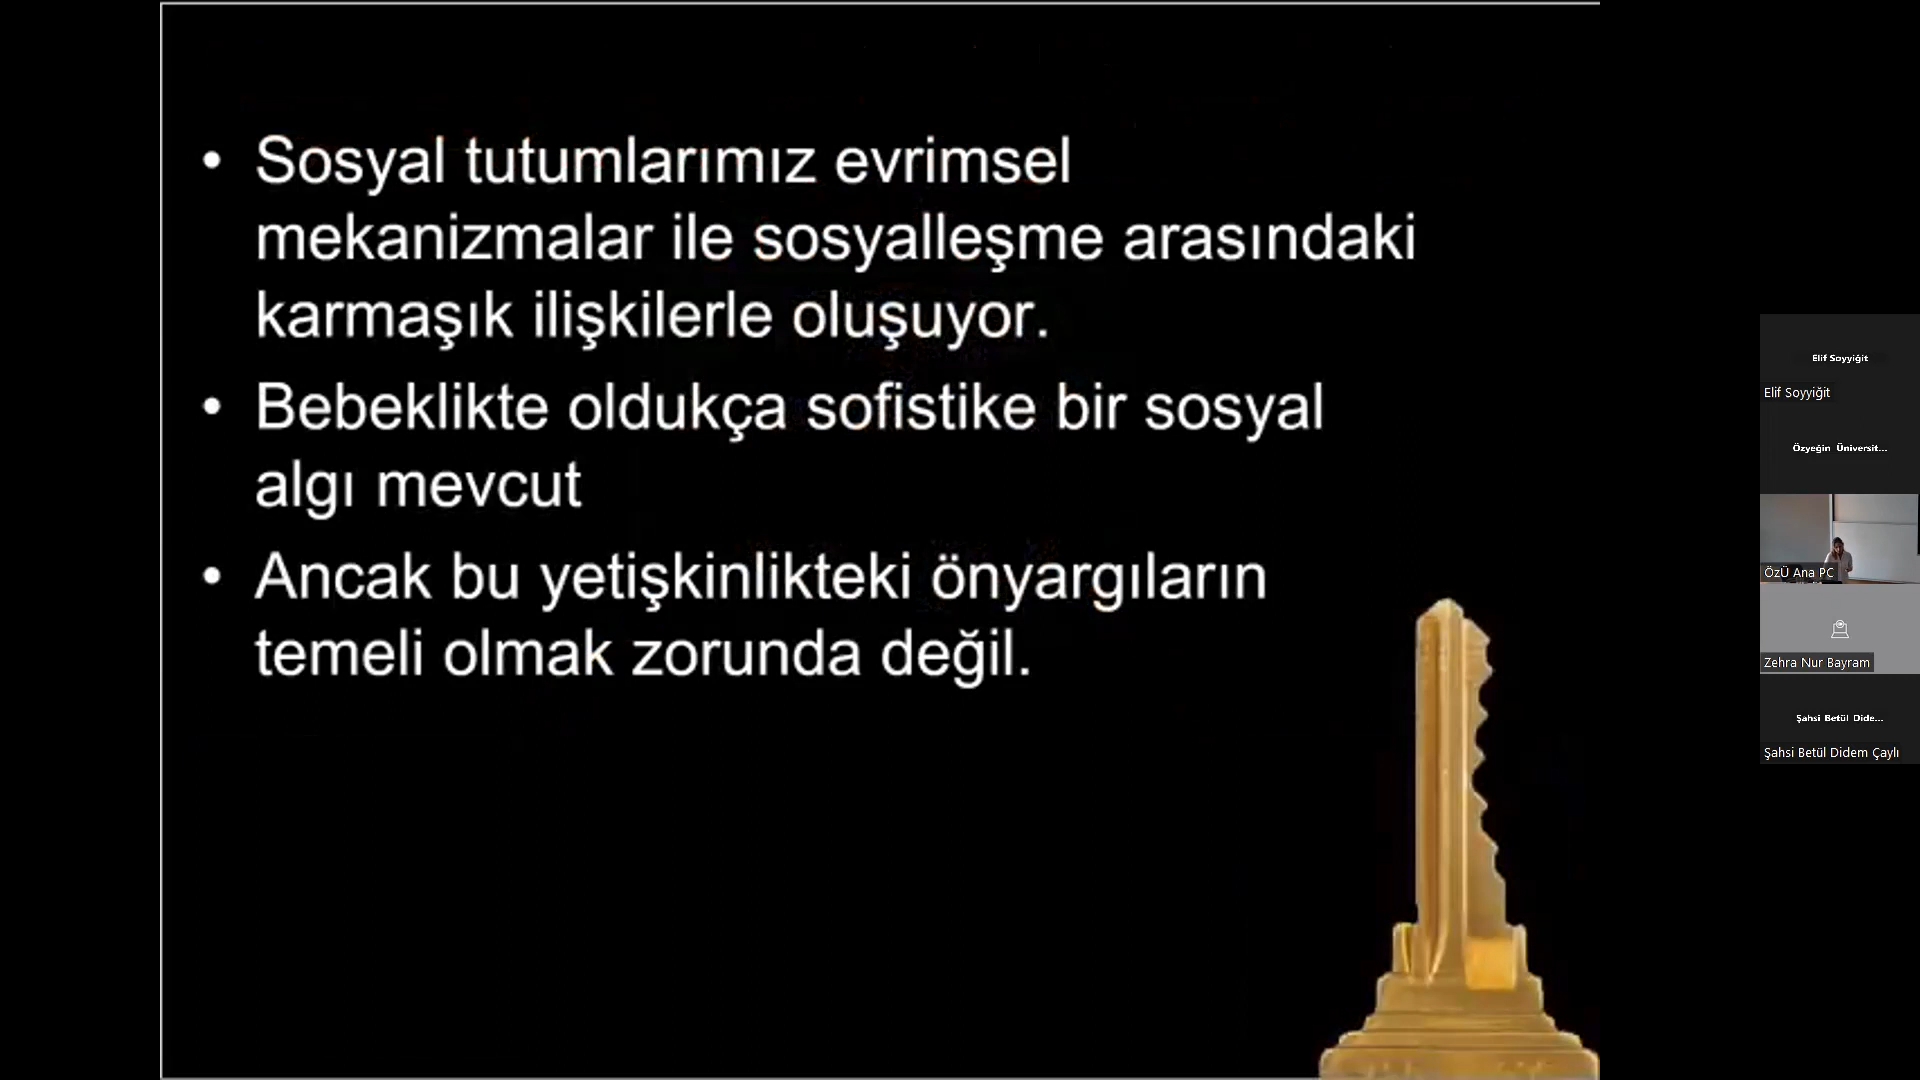 • Sosyal tutumlarımız evrimsel
mekanizmalar ile sosyalleşme arasındaki
karmaşık ilişkilerle oluşuyor.
• Bebeklikte oldukça sofistike bir sosyal
algı mevcut
• Ancak bu yetişkinlikteki önyargıların
temeli olmak zorunda değil.
Elif Soyyiğit
Elif Soyyiğit
Özyeğin Üniversit...
ÖzÜ Ana PC
Zehra Nur Bayram
Şahsi Betül Dide...
Şahsi Betül Didem Çaylı